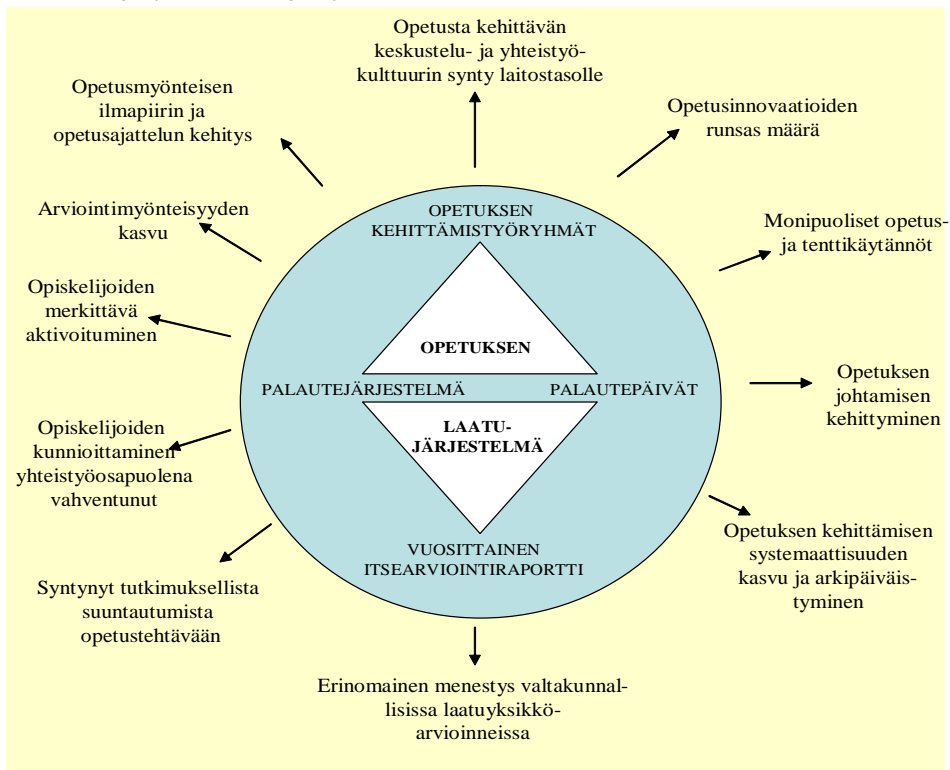 Opetusta kehittävän
keskustelu- ja yhteistyö-
kulttuurin synty laitostasolle
Opetusmyönteisen
ilmapiirin ja
opetusajattelun kehitys
Opetusinnovaatioiden
runsas määrä
Arviointimyönteisyyden
kasvu
OPETUKSEN
KEHITTÄMISTYÖRYHMÄT
Monipuoliset opetus-
ja tenttikäytännöt
Opiskelijoiden
merkittävä
aktivoituminen
OPETUKSEN
PALAUTEJÄRJESTELMÄ
PALAUTEPÄIVÄT
Opetuksen
johtamisen
kehittyminen
LAATU-
JÄRJESTELMÄ
Opiskelijoiden
kunnioittaminen
yhteistyöosapuolena
vahventunut
Opetuksen kehittämisen
systemaattisuuden
kasvu ja arkipäiväis-
tyminen
VUOSITTAINEN
ITSEARVIOINTIRAPORTTI
Syntynyt tutkimuksellista
suuntautumista
opetustehtävään
Erinomainen menestys valtakunnal-
lisissa laatuyksikkö-
arvioinneissa